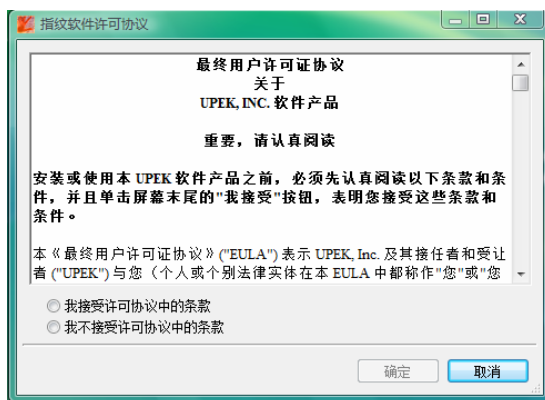 指纹软件许可协议
最终用户许可证协议
关于
UPEK, INC. 软件产品
重要，请认真阅读
安装或使用本 UPEK 软件产品之前，必须先认真阅读以下条款和条
件，并且单击屏幕末尾的"我接受"按钮，表明您接受这些条款和
条件。
本《最终用户许可证协议》("EULA") 表示 UPEK, Inc. 及其接任者和受让
者 ("UPEK") 与您（个人或个别法律实体在本 EULA 中都称作"您"或"您
我接受许可协议中的条款
我不接受许可协议中的条款
确定
取消